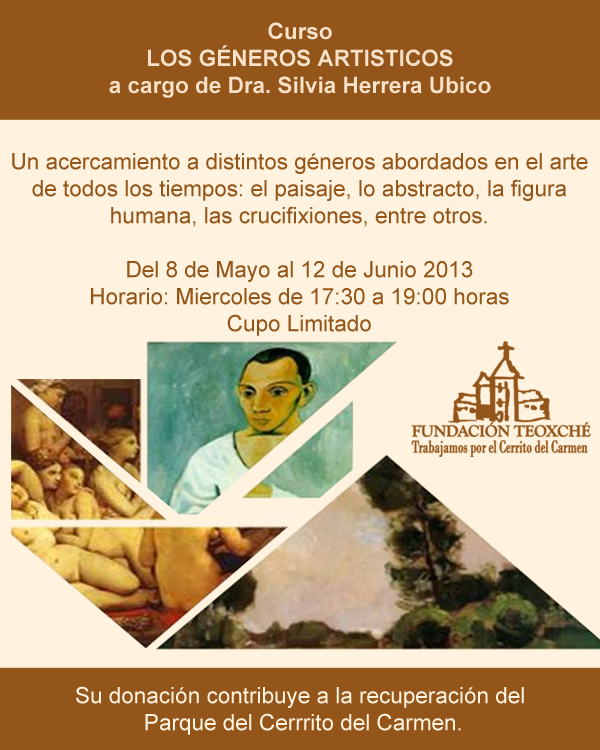 Curso
LOS GÉNEROS ARTISTICOS
a cargo de Dra. Silvia Herrera Ubico
Un acercamiento a distintos géneros abordados en el arte
de todos los tiempos: el paisaje, lo abstracto, la figura
humana, las crucifixiones, entre otros.
Del 8 de Mayo al 12 de Junio 2013
Horario: Miercoles de 17:30 a 19:00 horas
Cupo Limitado
FUNDACIÓN TEOXCHÉ
Trabajamos por el Cerrito del Carmen
Su donación contribuye a la recuperación del
Parque del Cerrrito del Carmen.